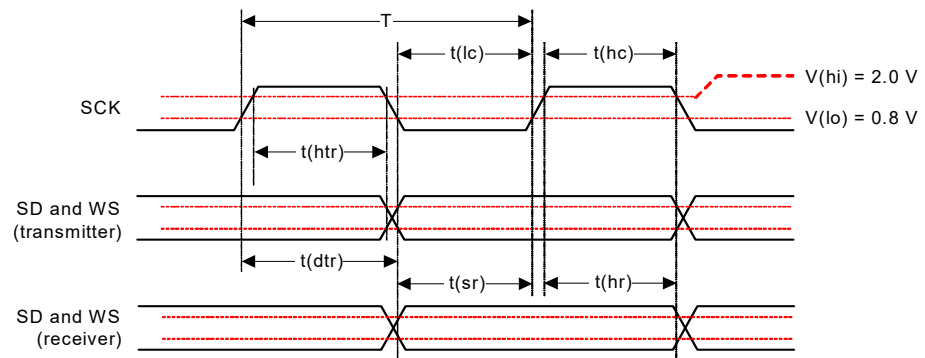 T
t(lc)
t(hc)
V(hi) = 2.0 V
SCK
V(lo) = 0.8 V
t(htr)
SD and WS
(transmitter)
t(dtr)
t(sr)
t(hr)
SD and WS
(receiver)